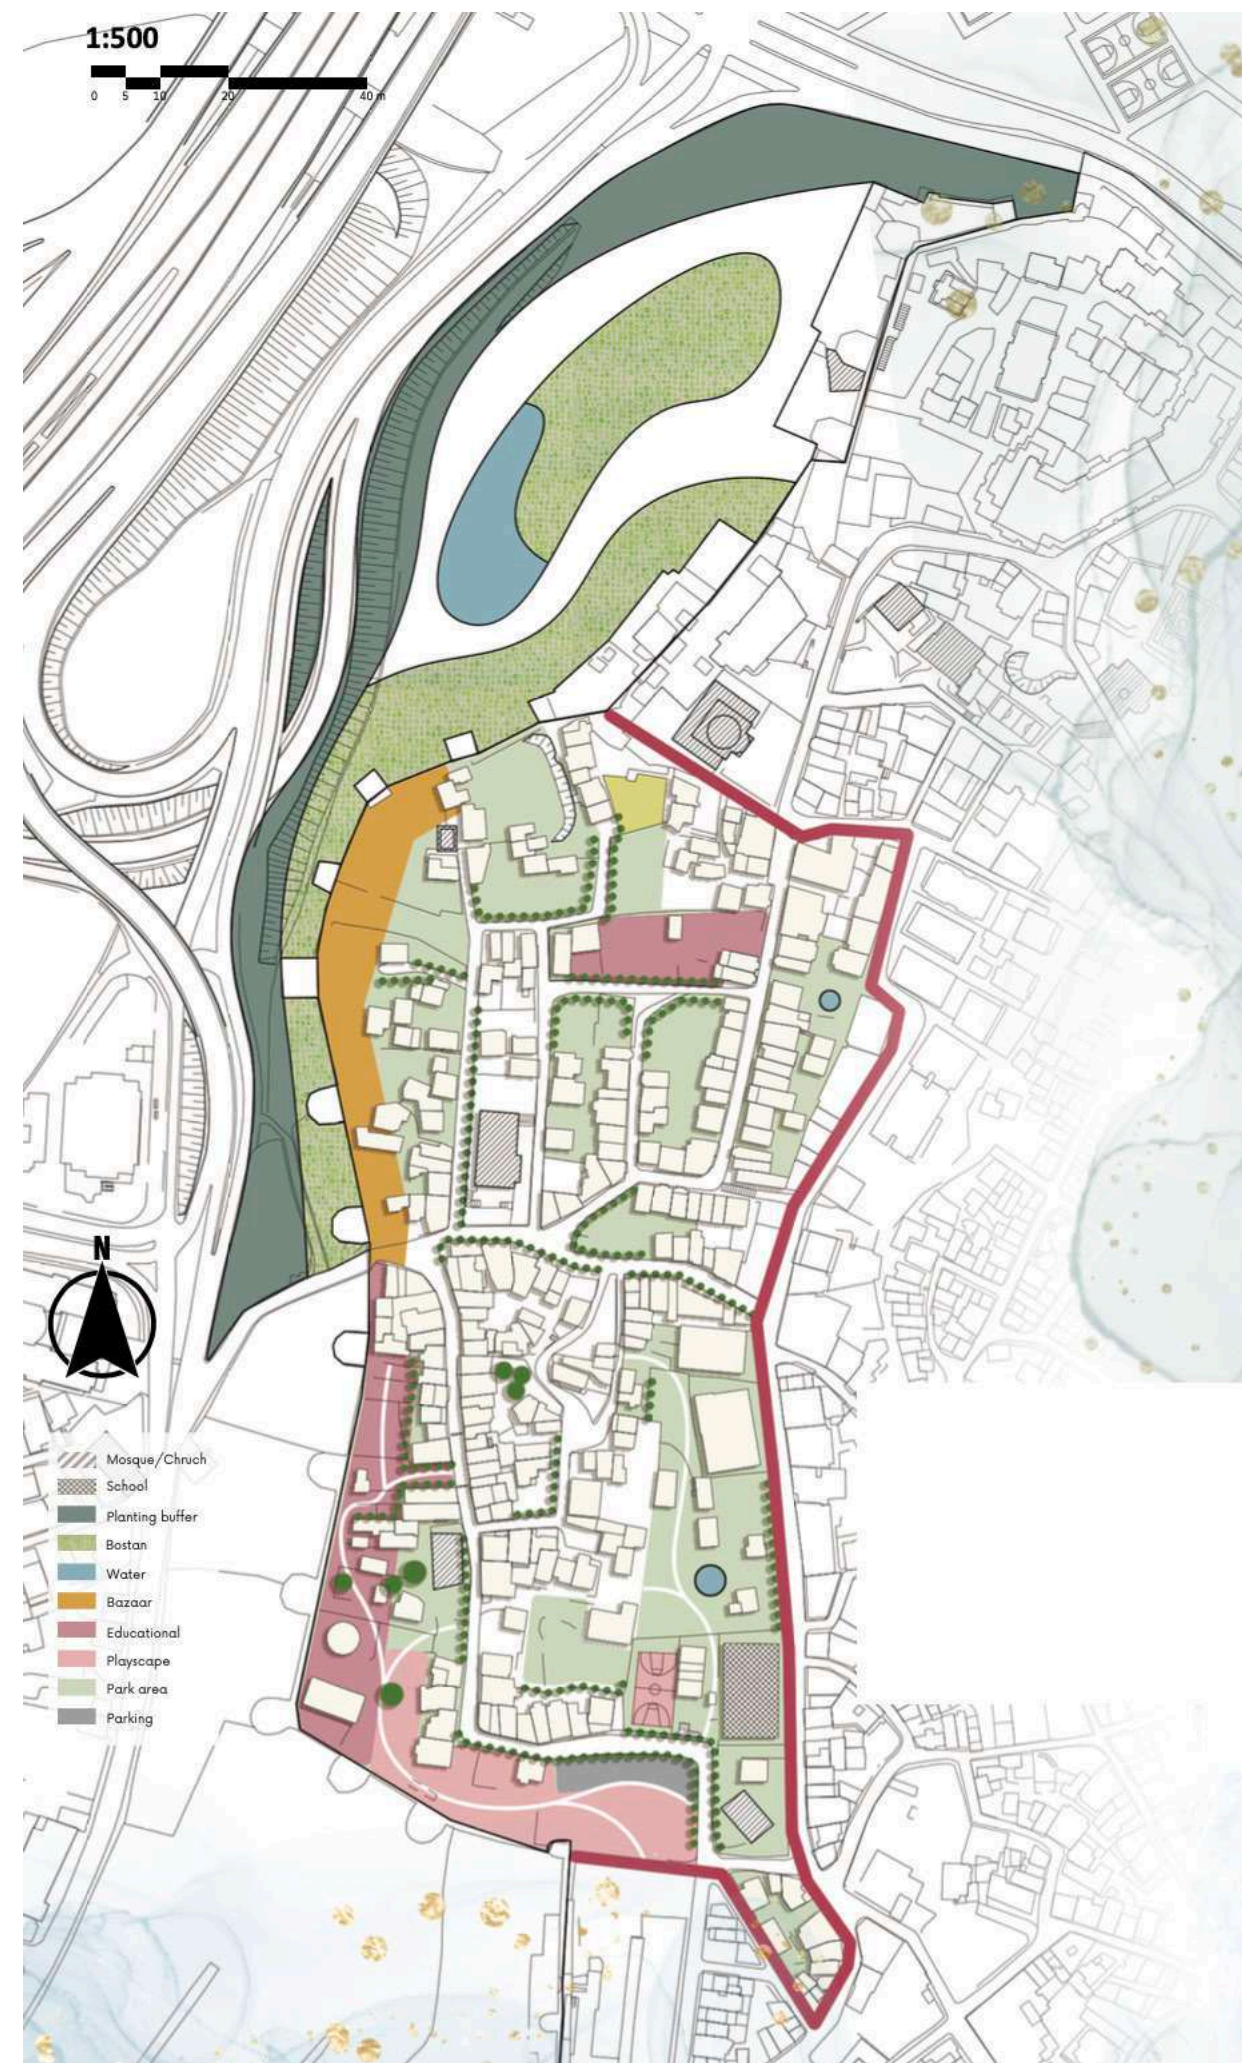 1:500
0 5 10 20 40 m
N
Mosque/Chruch
School
Planting buffer
Bostan
Water
Bazaar
Educational
Playscape
Park area
Parking